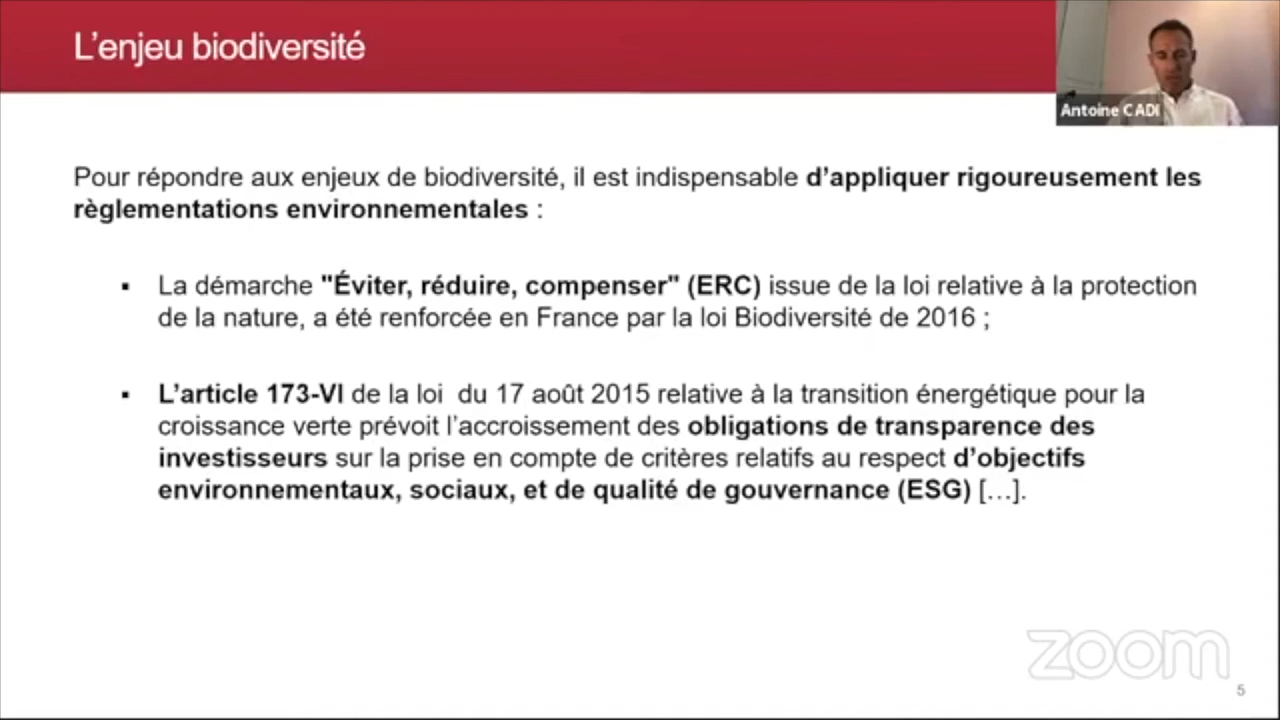 L'enjeu biodiversité
Antoine CADI
Pour répondre aux enjeux de biodiversité, il est indispensable d'appliquer rigoureusement les
règlementations environnementales :
▪ La démarche "Éviter, réduire, compenser" (ERC) issue de la loi relative à la protection
de la nature, a été renforcée en France par la loi Biodiversité de 2016 ;
▪ L'article 173-VI de la loi  du 17 août 2015 relative à la transition énergétique pour la
croissance verte prévoit l'accroissement des obligations de transparence des
investisseurs sur la prise en compte de critères relatifs au respect d'objectifs
environnementaux, sociaux, et de qualité de gouvernance (ESG) […].
zoom
5